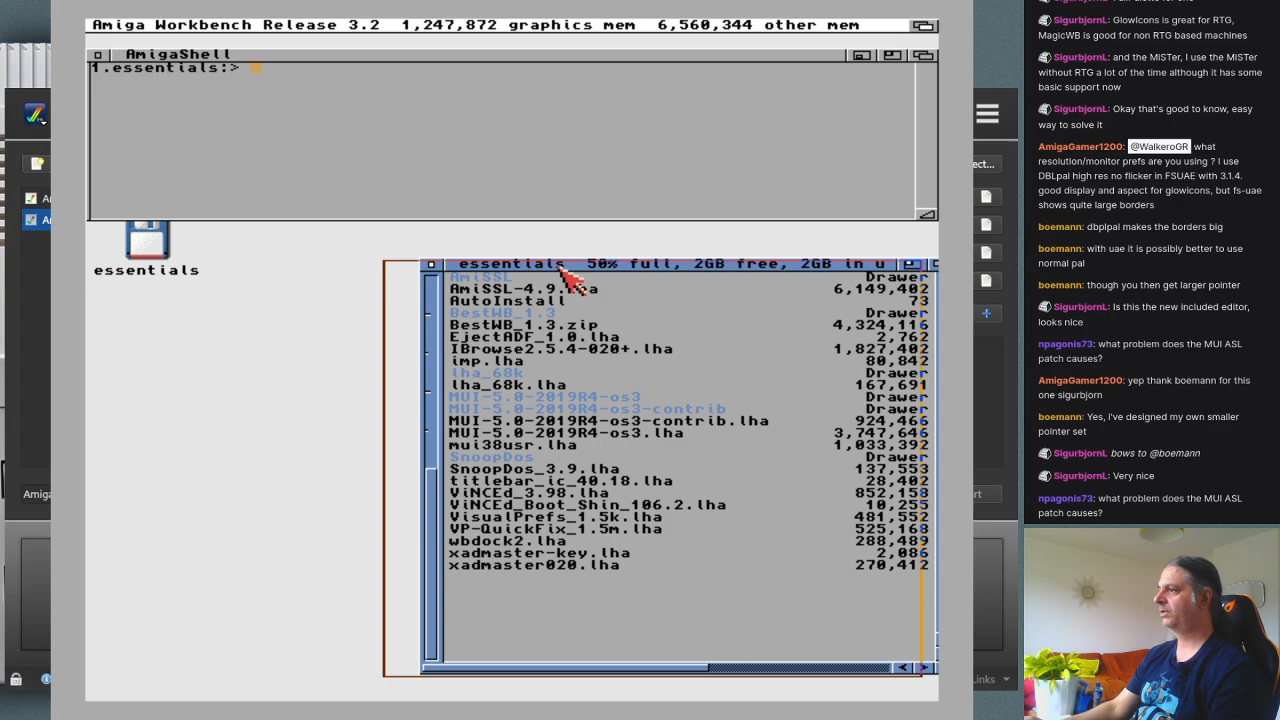 Amiga Workbench Release 3.2 1,247,872 graphics mem 6,560,344 other mem
AmigaShell
1.essentials:>
essentials
essentials 50% full, 2GB free, 2GB in u
AmiSSL Drawer
AmiSSL-4.9.lha 6,149,402
AutoInstall 73
BestWB_1.3 Drawer
BestWB_1.3.zip 4,324,116
EjectADF_1.0.lha 2,762
IBrowse2.5.4-020+.lha 1,827,402
imp.lha 80,842
lha_68k Drawer
lha_68k.lha 167,691
MUI-5.0-2019R4-os3 Drawer
MUI-5.0-2019R4-os3-contrib Drawer
MUI-5.0-2019R4-os3-contrib.lha 924,466
MUI-5.0-2019R4-os3.lha 3,747,646
mui38usr.lha 1,033,392
SnoopDos Drawer
SnoopDos_3.9.lha 137,553
titlebar_ic_40.18.lha 28,402
ViNCEd_3.98.lha 852,158
ViNCEd_Boot_Shin_106.2.lha 10,255
VisualPrefs_1.5k.lha 481,552
VP-QuickFix_1.5m.lha 525,168
wbdock2.lha 288,489
xadmaster-key.lha 2,086
xadmaster020.lha 270,412
Amiga
ect...
rt
Links
SigurbjornL: GlowIcons is great for RTG,
MagicWB is good for non RTG based machines
SigurbjornL: and the MiSTer, I use the MiSTer
without RTG a lot of the time although it has some
basic support now
SigurbjornL: Okay that's good to know, easy
way to solve it
AmigaGamer1200: @WalkeroGR what
resolution/monitor prefs are you using ? I use
DBLpal high res no flicker in FSUAE with 3.1.4.
good display and aspect for glowicons, but fs-uae
shows quite large borders
boemann: dbplpal makes the borders big
boemann: with uae it is possibly better to use
normal pal
boemann: though you then get larger pointer
SigurbjornL: Is this the new included editor,
looks nice
npagonis73: what problem does the MUI ASL
patch causes?
AmigaGamer1200: yep thank boemann for this
one sigurbjorn
boemann: Yes, i've designed my own smaller
pointer set
SigurbjornL bows to @boemann
SigurbjornL: Very nice
npagonis73: what problem does the MUI ASL
patch causes?